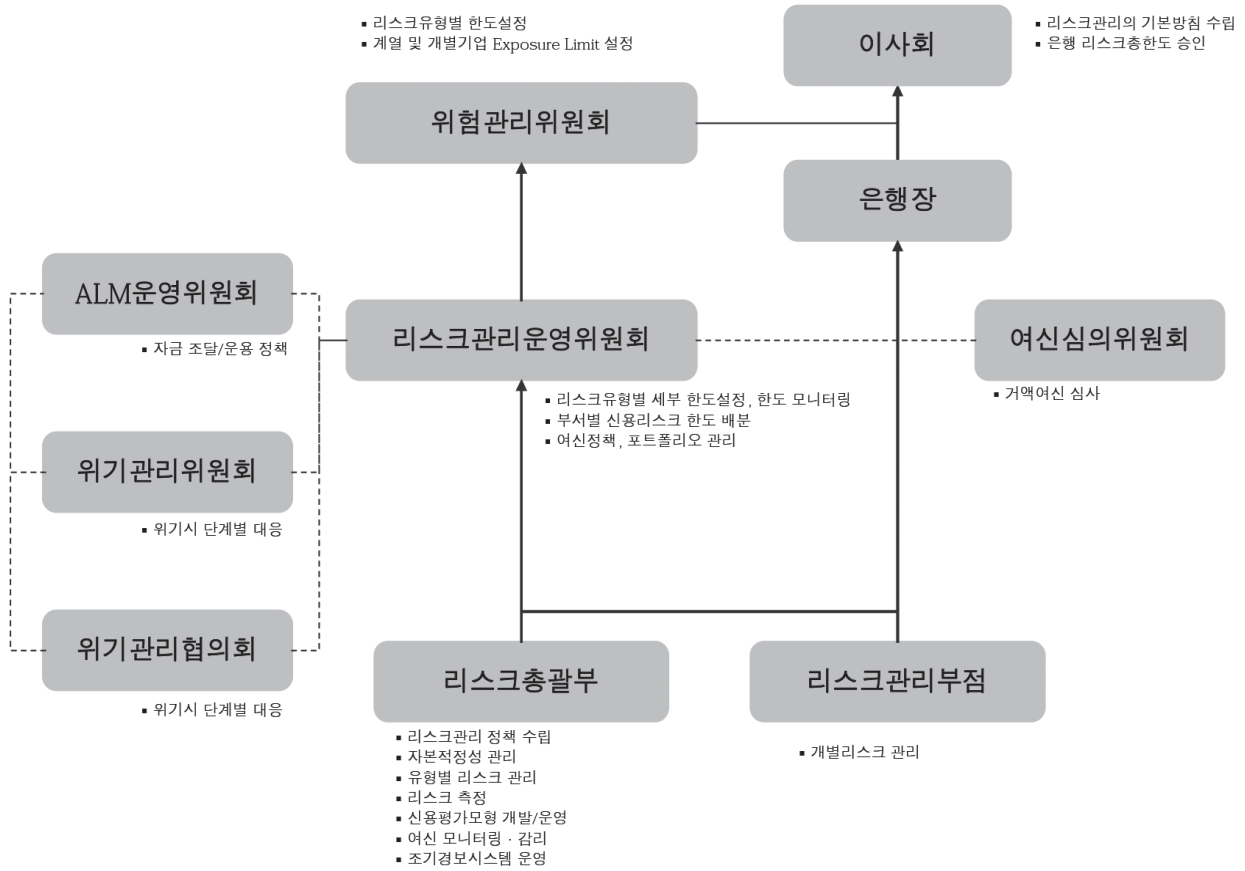 ▪ 리스크유형별 한도설정
▪ 계열 및 개별기업 Exposure Limit 설정
이사회
▪ 리스크관리의 기본방침 수립
▪ 은행 리스크총한도 승인
위험관리위원회
은행장
ALM운영위원회
▪ 자금 조달/운용 정책
리스크관리운영위원회
▪ 리스크유형별 세부 한도설정, 한도 모니터링
▪ 부서별 신용리스크 한도 배분
▪ 여신정책, 포트폴리오 관리
여신심의위원회
▪ 거액여신 심사
위기관리위원회
▪ 위기시 단계별 대응
위기관리협의회
▪ 위기시 단계별 대응
리스크총괄부
▪ 리스크관리 정책 수립
▪ 자본적정성 관리
▪ 유형별 리스크 관리
▪ 리스크 측정
▪ 신용평가모형 개발/운영
▪ 여신 모니터링 · 감리
▪ 조기경보시스템 운영
리스크관리부점
▪ 개별리스크 관리